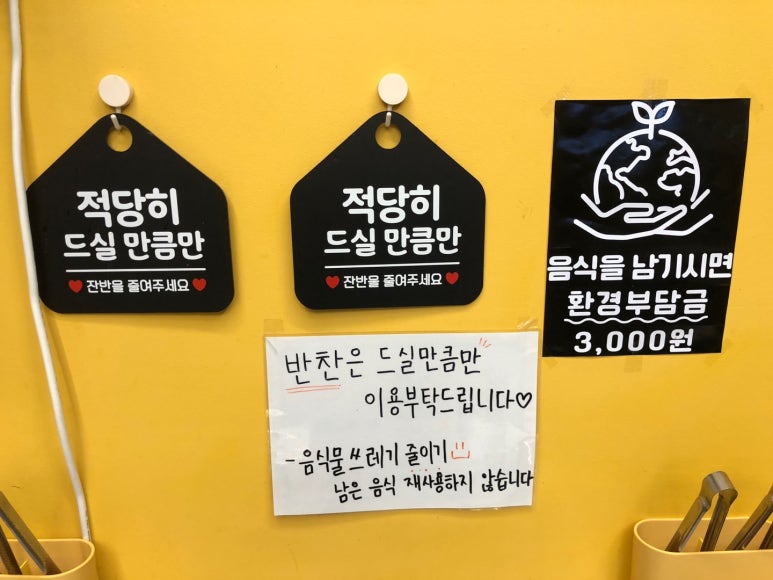 적당히
드실 만큼만
잔반을 줄여주세요
적당히
드실 만큼만
잔반을 줄여주세요
음식을 남기시면
환경부담금
3,000원
반찬은 드실만큼만
이용부탁드립니다♡
- 음식물 쓰레기 줄이기
남은 음식 재사용하지 않습니다